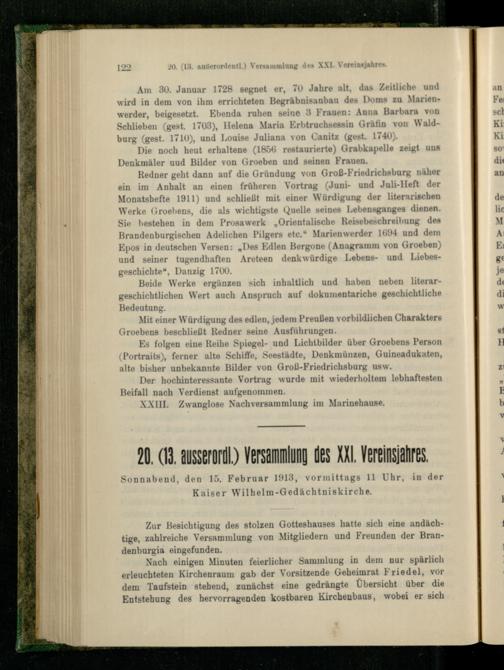 122 20. (13. außerordentl.) Versammlung des XXI. Vereinsjahres.
Am 30. Januar 1728 segnet er, 70 Jahre alt, das Zeitliche und
wird in dem von ihm errichteten Begräbnisanbau des Doms zu Marien-
werder, beigesetzt. Ebenda ruhen seine 3 Frauen: Anna Barbara von
Schlieben (gest. 1703), Helena Maria Erbtruchsessin Gräfin von Wald-
burg (gest. 1710), und Louise Juliana von Canitz (gest. 1740).
Die noch heut erhaltene (1856 restaurierte) Grabkapelle zeigt uns
Denkmäler und Bilder von Groeben und seinen Frauen.
Redner geht dann auf die Gründung von Groß-Friedrichsburg näher
ein im Anhalt an einen früheren Vortrag (Juni- und Juli-Heft der
Monatshefte 1911) und schließt mit einer Würdigung der literarischen
Werke Groebens, die als wichtigste Quelle seines Lebensganges dienen.
Sie bestehen in dem Prosawerk „Orientalische Reisebeschreibung des
Brandenburgischen Adelichen Pilgers etc.“ Marienwerder 1694 und dem
Epos in deutschen Versen: „Des Edlen Bergone (Anagramm von Groeben)
und seiner tugendhaften Areteen denkwürdige Lebens- und Liebes-
geschichte“, Danzig 1700.
Beide Werke ergänzen sich inhaltlich und haben neben literar-
geschichtlichen Wert auch Anspruch auf dokumentariche geschichtliche
Bedeutung.
Mit einer Würdigung des edlen, jedem Preußen vorbildlichen Charakters
Groebens beschließt Redner seine Ausführungen.
Es folgen eine Reihe Spiegel- und Lichtbilder über Groebens Person
(Portraits), ferner alte Schiffe, Seestädte, Denkmünzen, Guineadukaten,
alte bisher unbekannte Bilder von Groß-Friedrichsburg usw.
Der hochinteressante Vortrag wurde mit wiederholtem lebhaftesten
Beifall nach Verdienst aufgenommen.
XXIII. Zwanglose Nachversammlung im Marinehause.
20. (13. ausserordl.) Versammlung des XXI. Vereinsjahres.
Sonnabend, den 15. Februar 1913, vormittags 11 Uhr, in der
Kaiser Wilhelm-Gedächtniskirche.
Zur Besichtigung des stolzen Gotteshauses hatte sich eine andäch-
tige, zahlreiche Versammlung von Mitgliedern und Freunden der Bran-
denburgia eingefunden.
Nach einigen Minuten feierlicher Sammlung in dem nur spärlich
erleuchteten Kirchenraum gab der Vorsitzende Geheimrat Friedel, vor
dem Taufstein stehend, zunächst eine gedrängte Übersicht über die
Entstehung des hervorragenden kostbaren Kirchenbaus, wobei er sich